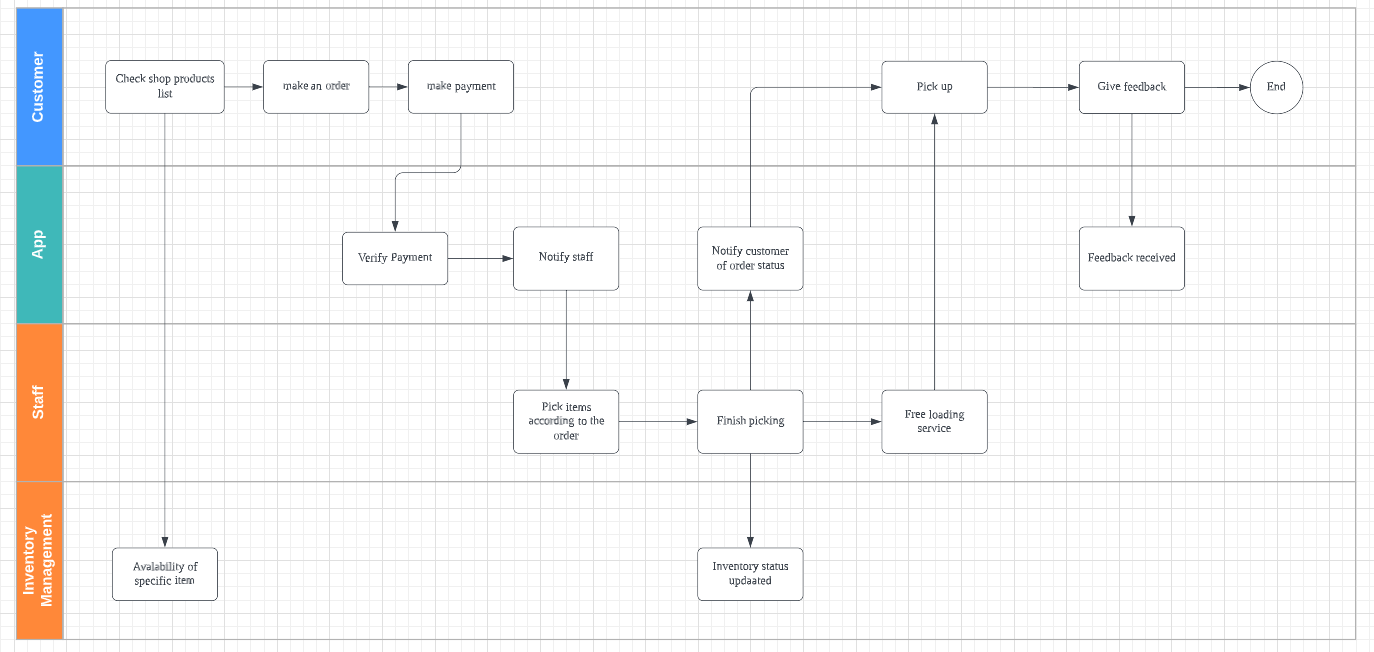 Customer
Check shop products
list
make an order
make payment
Pick up
Give feedback
End
App
Verify Payment
Notify staff
Notify customer
of order status
Feedback received
Staff
Pick items
according to the
order
Finish picking
Free loading
service
Inventory
Management
Avalability of
specific item
Inventory status
updaated